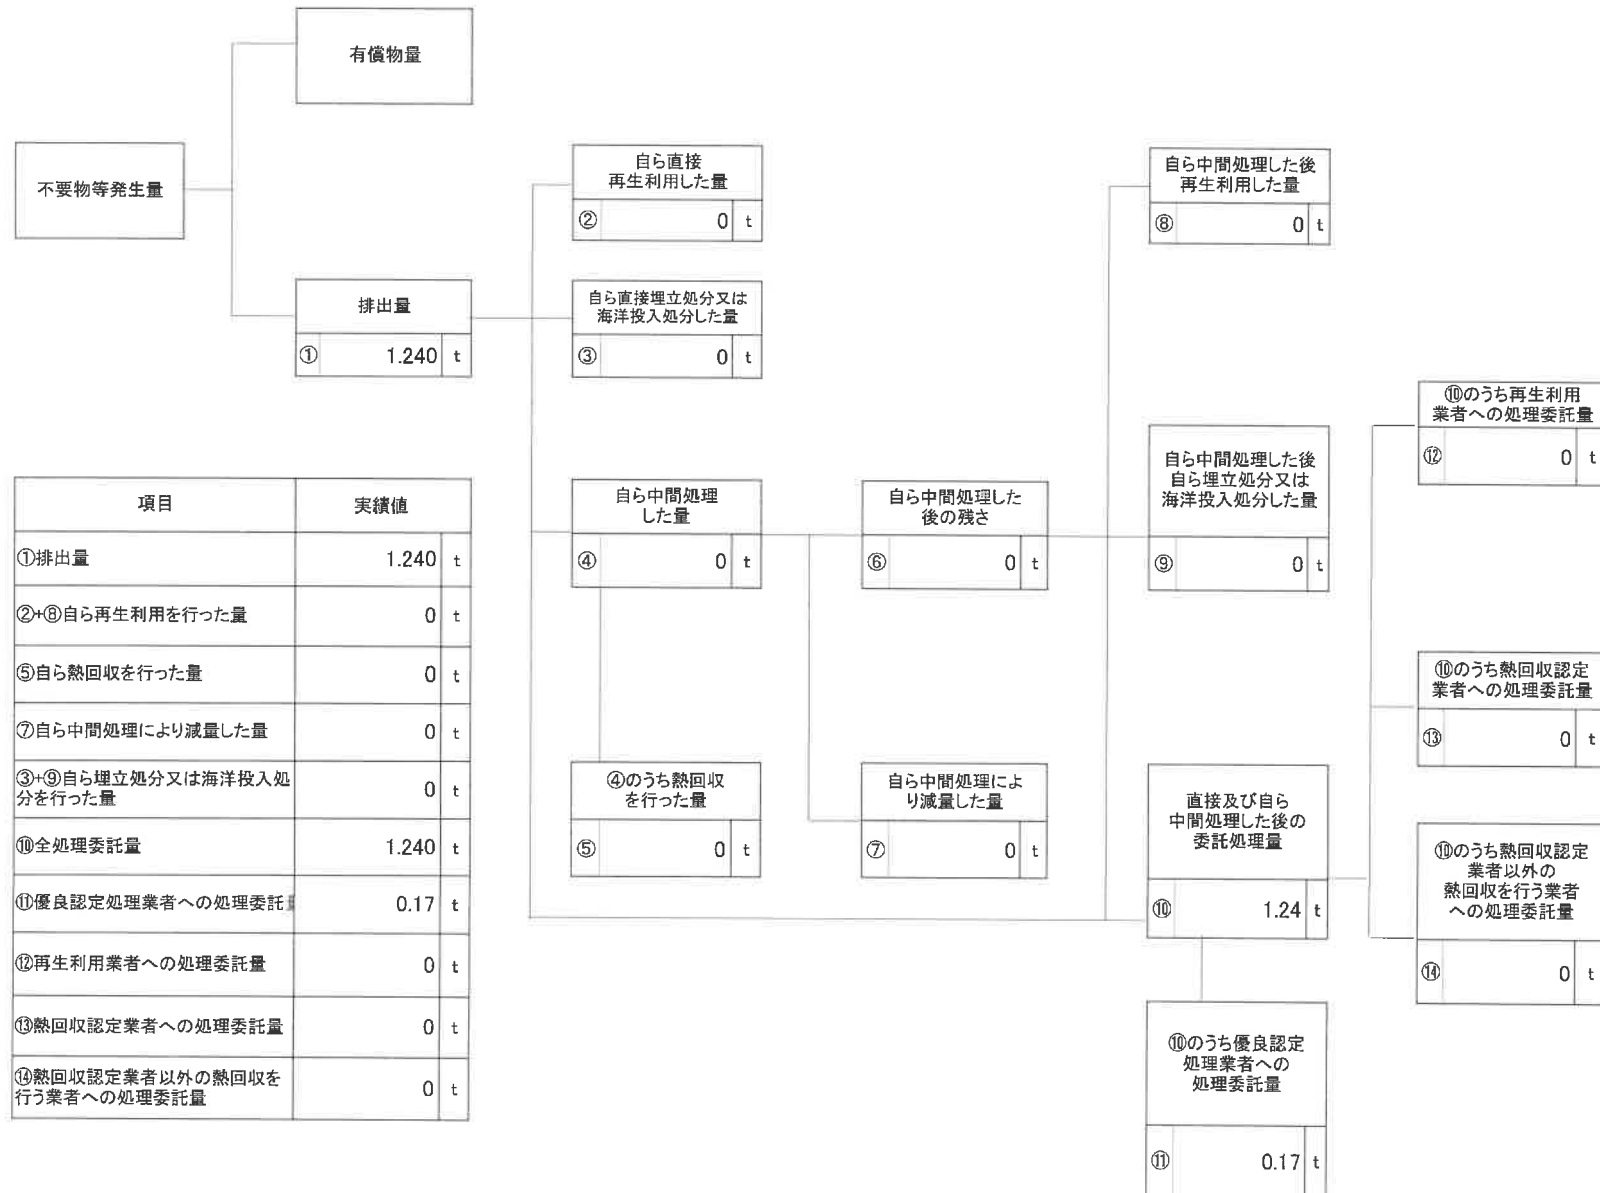 有償物量
不要物等発生量
排出量
① 1.240 t
自ら直接
再生利用した量
② 0 t
自ら直接埋立処分又は
海洋投入処分した量
③ 0 t
自ら中間処理
した量
④ 0 t
④のうち熱回収
を行った量
⑤ 0 t
自ら中間処理した
後の残さ
⑥ 0 t
自ら中間処理によ
り減量した量
⑦ 0 t
自ら中間処理した後
再生利用した量
⑧ 0 t
自ら中間処理した後
自ら埋立処分又は
海洋投入処分した量
⑨ 0 t
直接及び自ら
中間処理した後の
委託処理量
⑩ 1.24 t
⑩のうち優良認定
処理業者への
処理委託量
⑪ 0.17 t
⑩のうち再生利用
業者への処理委託量
⑫ 0 t
⑩のうち熱回収認定
業者への処理委託量
⑬ 0 t
⑩のうち熱回収認定
業者以外の
熱回収を行う業者
への処理委託量
⑭ 0 t
項目 実績値
①排出量 1.240 t
②+⑧自ら再生利用を行った量 0 t
⑤自ら熱回収を行った量 0 t
⑦自ら中間処理により減量した量 0 t
③+⑨自ら埋立処分又は海洋投入処
分を行った量 0 t
⑩全処理委託量 1.240 t
⑪優良認定処理業者への処理委託 0.17 t
⑫再生利用業者への処理委託量 0 t
⑬熱回収認定業者への処理委託量 0 t
⑭熱回収認定業者以外の熱回収を
行う業者への処理委託量 0 t